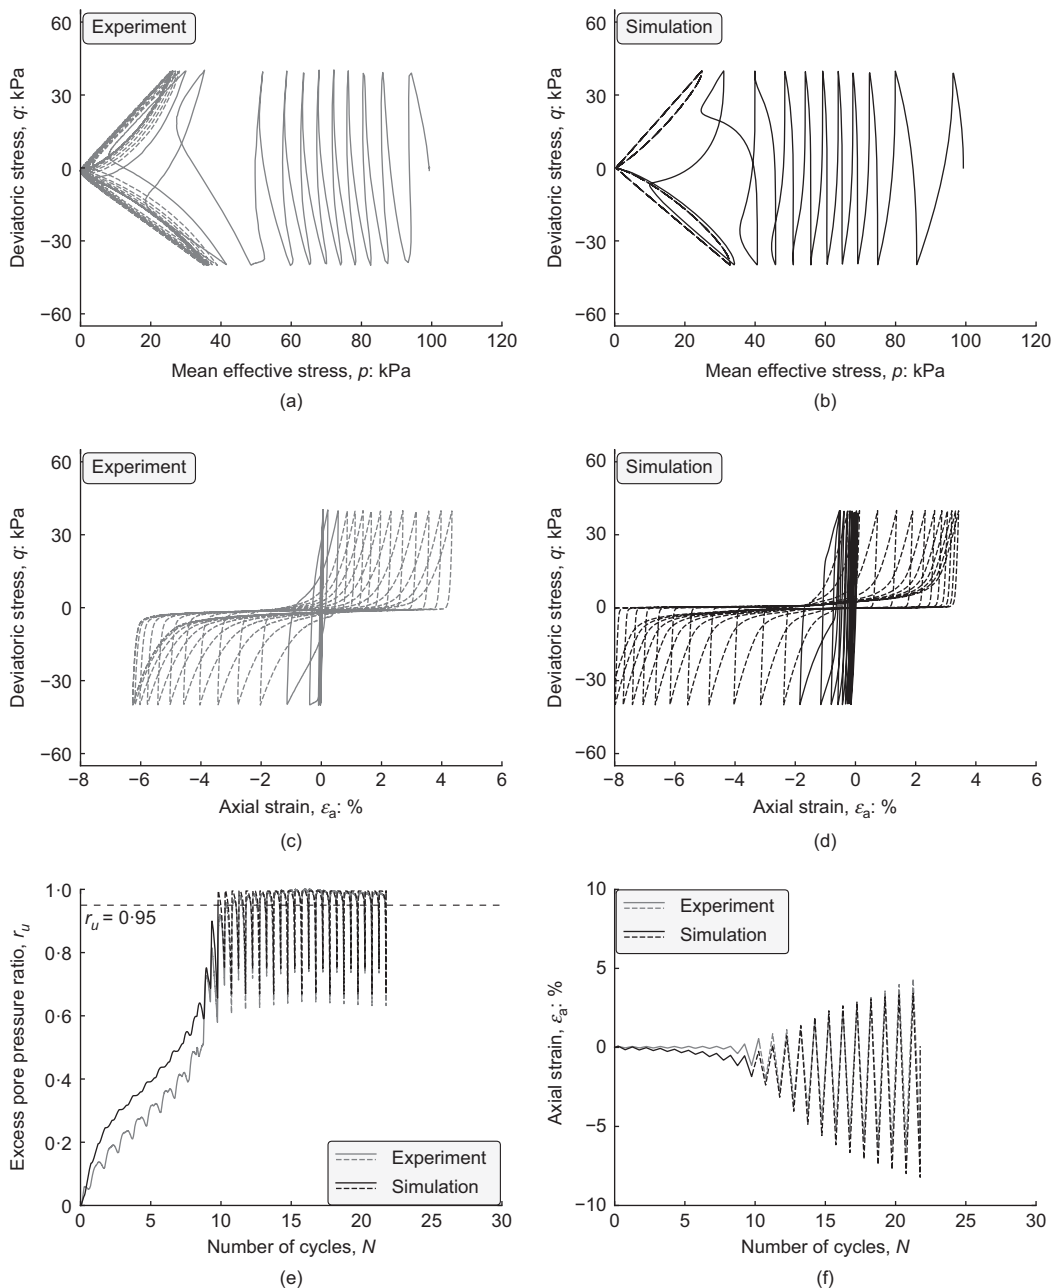 60
30
0
−30
−60
Deviatoric stress, q: kPa
Experiment
0
20
40
60
80
100
120
Mean effective stress, p: kPa
(a)
60
30
0
−30
−60
Deviatoric stress, q: kPa
Simulation
0
20
40
60
80
100
120
Mean effective stress, p: kPa
(b)
60
30
0
−30
−60
Deviatoric stress, q: kPa
Experiment
−8
−6
−4
−2
0
2
4
6
Axial strain, εa: %
(c)
60
30
0
−30
−60
Deviatoric stress, q: kPa
Simulation
−8
−6
−4
−2
0
2
4
6
Axial strain, εa: %
(d)
1·0
0·8
0·6
0·4
0·2
0
Excess pore pressure ratio, ru
ru = 0·95
Experiment
Simulation
0
5
10
15
20
25
30
Number of cycles, N
(e)
10
5
0
−5
−10
Axial strain, εa: %
Experiment
Simulation
0
5
10
15
20
25
30
Number of cycles, N
(f)